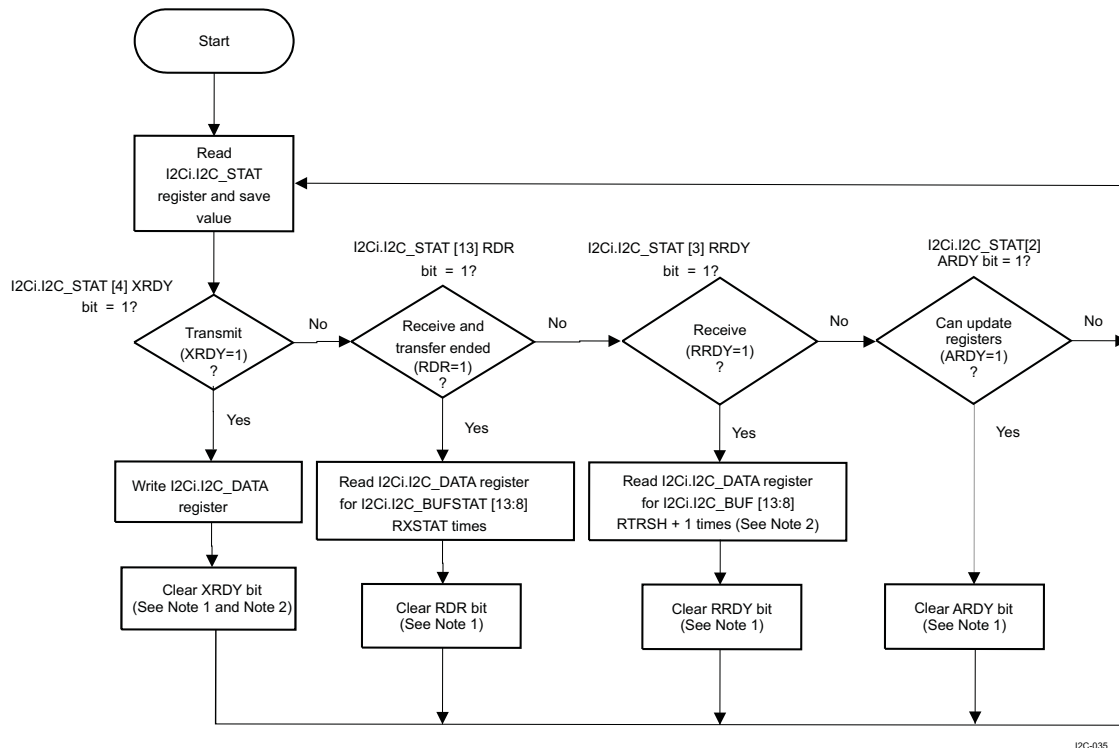 Start
Read
I2Ci.I2C_STAT
register and save
value
I2Ci.I2C_STAT [4] XRDY
bit = 1?
Transmit
(XRDY=1)
?
No
Yes
I2Ci.I2C_STAT [13] RDR
bit = 1?
Receive and
transfer ended
(RDR=1)
?
No
Yes
I2Ci.I2C_STAT [3] RRDY
bit = 1?
Receive
(RRDY=1)
?
No
Yes
I2Ci.I2C_STAT[2]
ARDY bit = 1?
Can update
registers
(ARDY=1)
?
No
Yes
Write I2Ci.I2C_DATA
register
Read I2Ci.I2C_DATA register
for I2Ci.I2C_BUFSTAT [13:8]
RXSTAT times
Read I2Ci.I2C_DATA register
for I2Ci.I2C_BUF [13:8]
RTRSH + 1 times (See Note 2)
Clear XRDY bit
(See Note 1 and Note 2)
Clear RDR bit
(See Note 1)
Clear RRDY bit
(See Note 1)
Clear ARDY bit
(See Note 1)
I2C-035